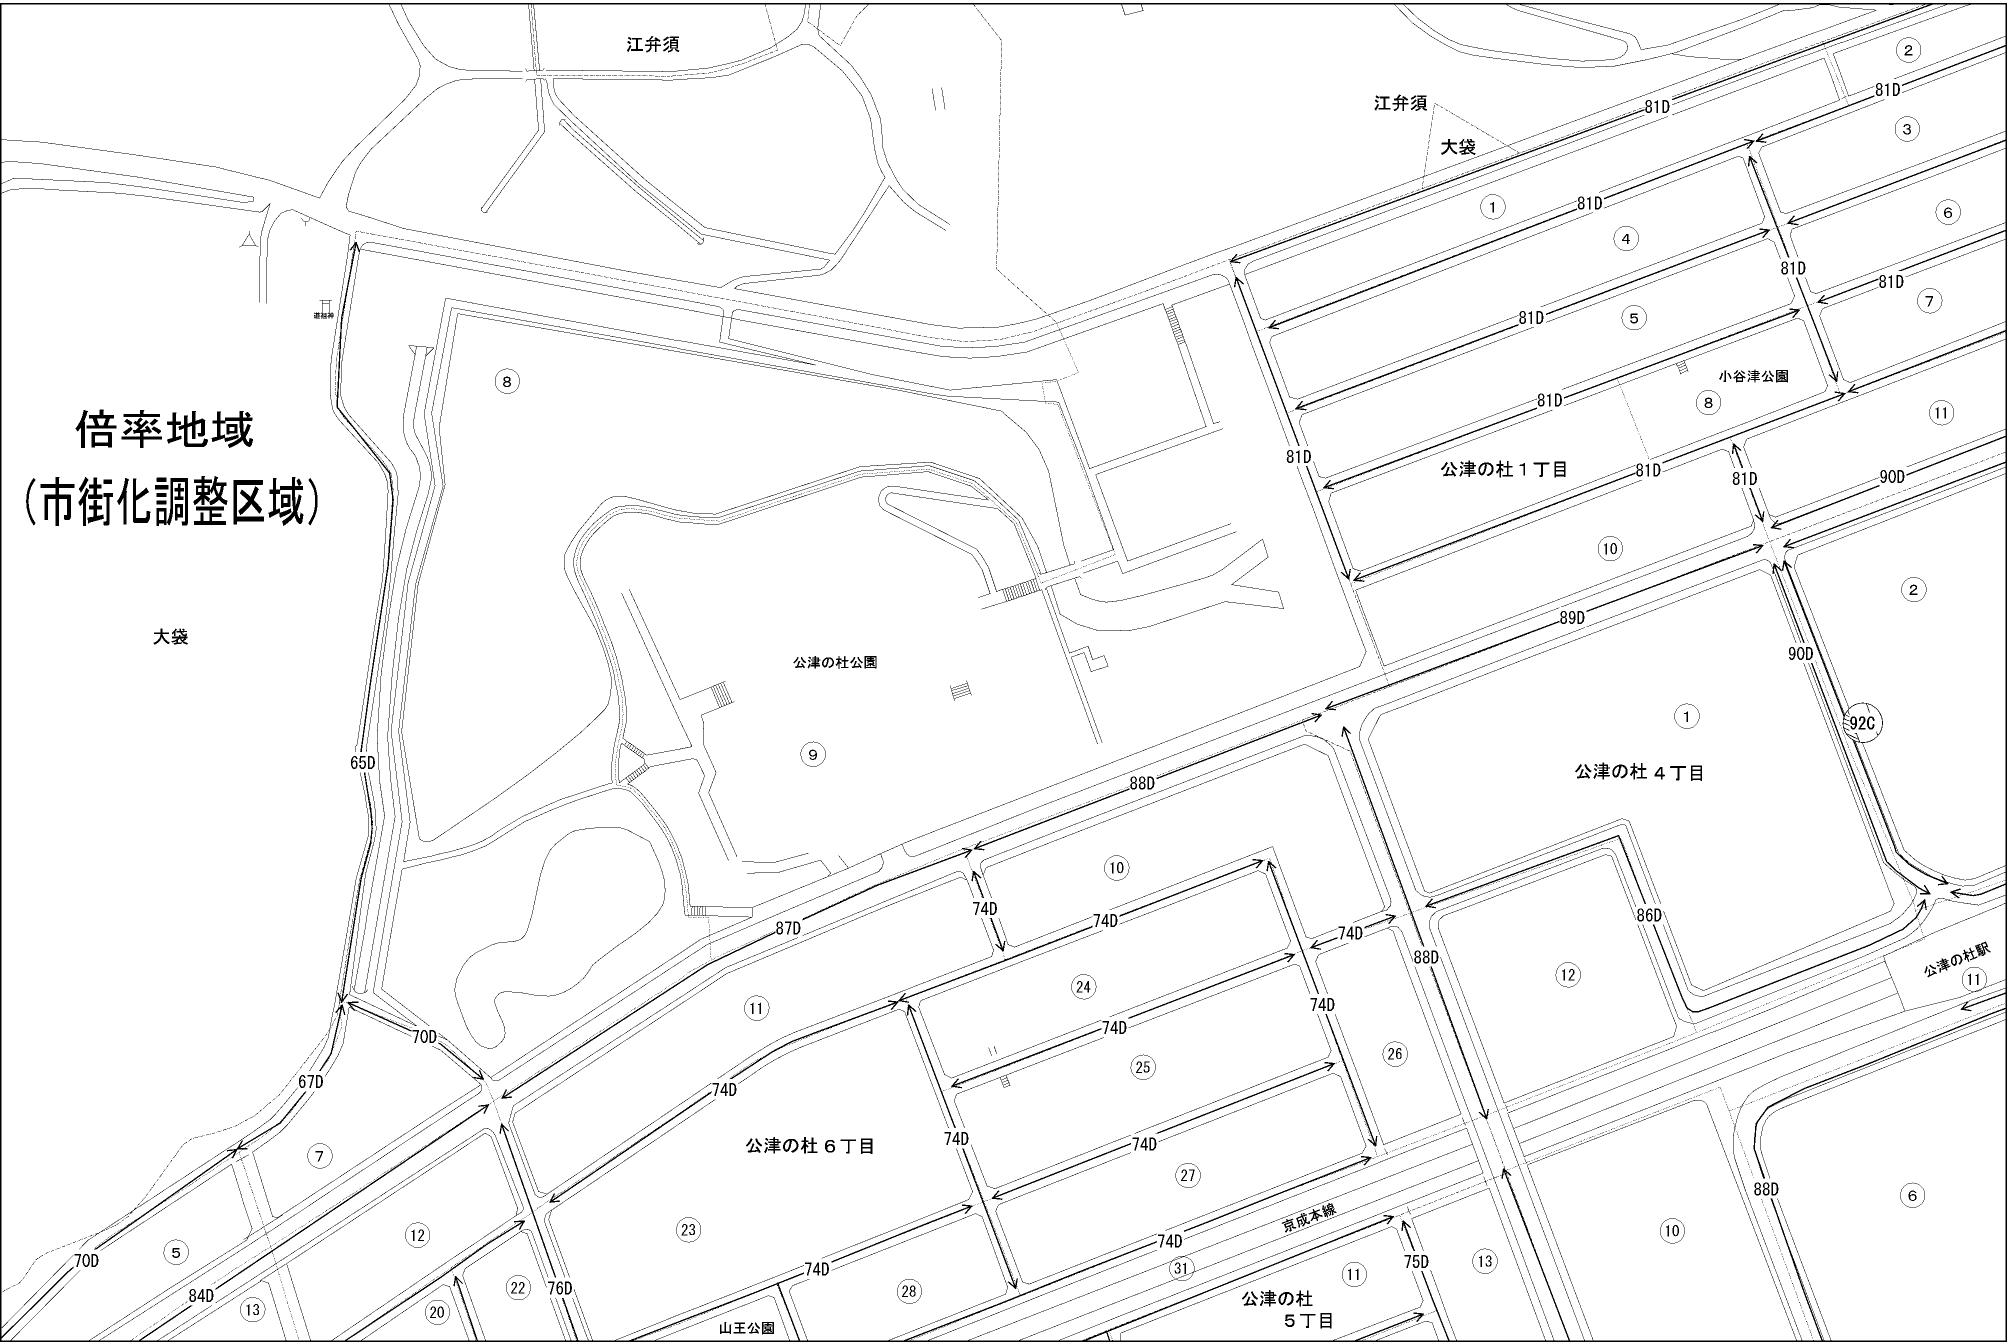 江弁須
②
81D
江弁須
81D
③
大袋
①
81D
⑥
④
81D
81D
⑦
81D
⑤
道祖神
小谷津公園
⑧
81D
⑧
⑪
倍率地域
81D
公津の杜１丁目
81D
81D
90D
(市街化調整区域)
⑩
②
89D
大袋
90D
公津の杜公園
①
92C
⑨
65D
公津の杜４丁目
88D
⑩
74D
74D
86D
87D
74D
88D
公津の杜駅
⑫
⑪
㉔
74D
⑪
74D
70D
㉖
㉕
67D
74D
74D
公津の杜６丁目
74D
⑦
㉗
88D
⑥
京成本線
㉓
⑩
⑫
74D
⑤
70D
75D
⑬
74D
㉛
⑪
76D
㉒
㉘
84D
公津の杜
５丁目
⑬
⑳
山王公園